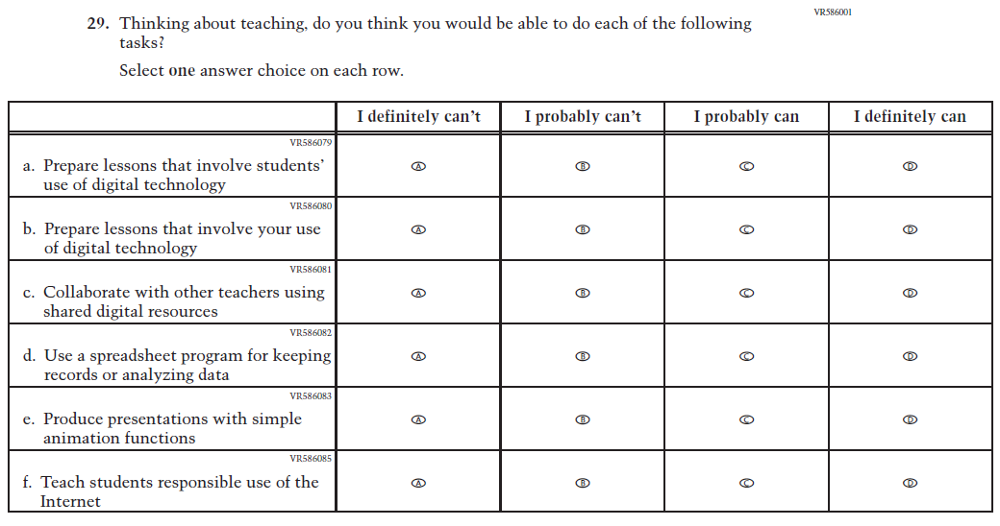 VR586001
29. Thinking about teaching, do you think you would be able to do each of the following
tasks?
Select one answer choice on each row.
I definitely can't I probably can't I probably can I definitely can
VR586079
a. Prepare lessons that involve students' A B C D
use of digital technology
VR586080
b. Prepare lessons that involve your use A B C D
of digital technology
VR586081
c. Collaborate with other teachers using A B C D
shared digital resources
VR586082
d. Use a spreadsheet program for keeping A B C D
records or analyzing data
VR586083
e. Produce presentations with simple A B C D
animation functions
VR586085
f. Teach students responsible use of the A B C D
Internet